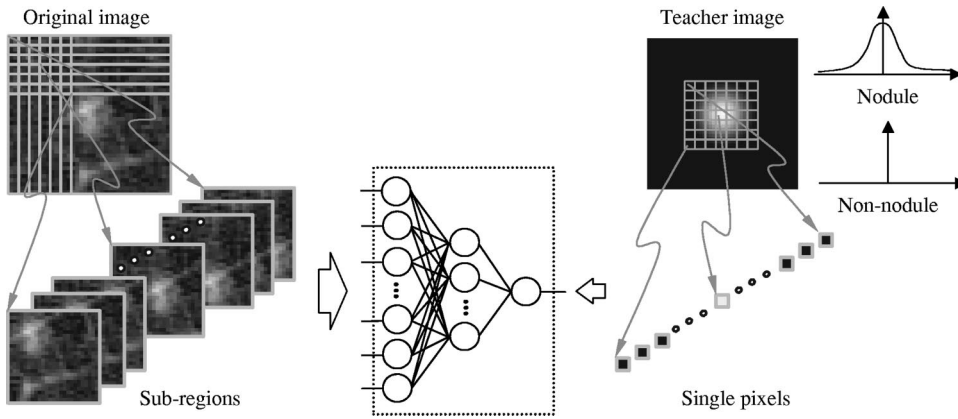 Original image
Teacher image
Nodule
Non-nodule
Sub-regions
Single pixels